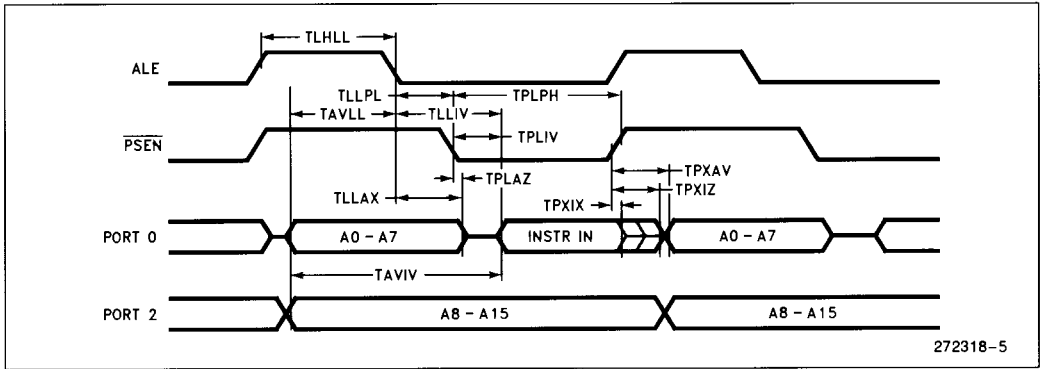 TLHLL
ALE
TLLPL
TPLPH
TAVLL
TLLIV
PSEN
TPLIV
TPXAV
TPLAZ
TPXIZ
TLLAX
TPXIX
PORT 0
A0 – A7
INSTR IN
A0 – A7
TAVIV
PORT 2
A8 – A15
A8 – A15
272318–5